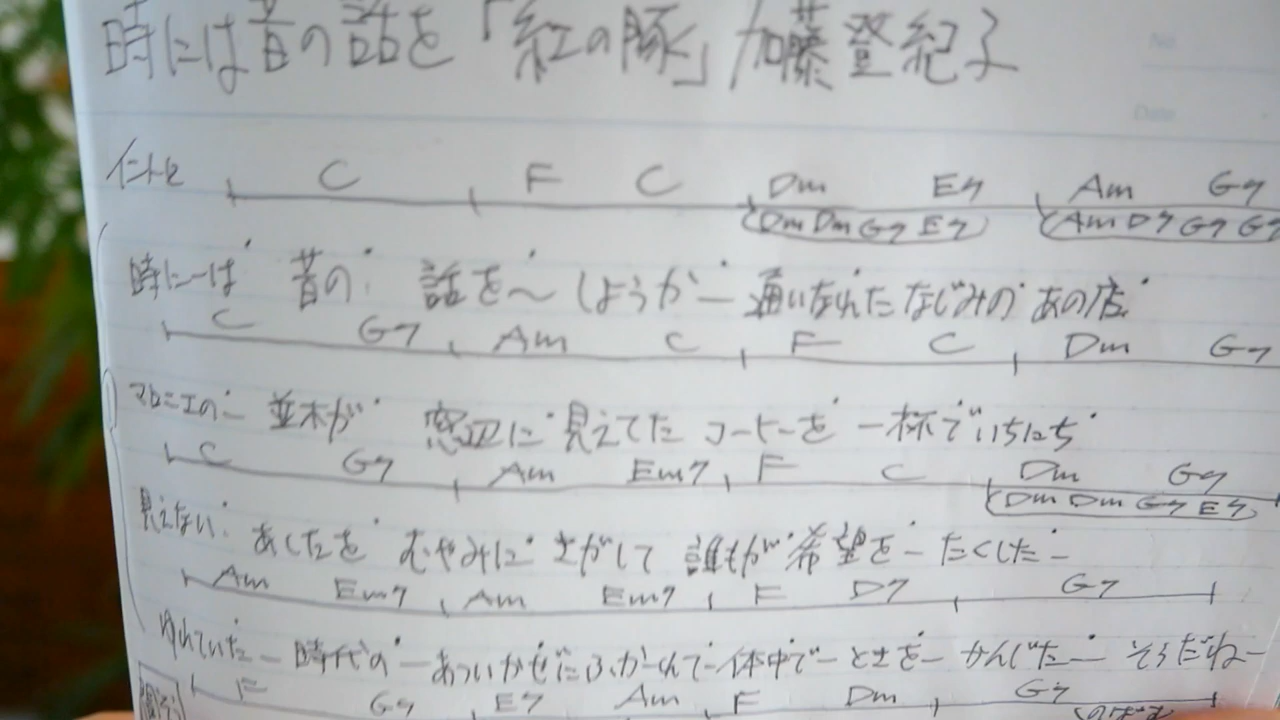 時には昔の話を「紅の豚」加藤登紀子
No.
Date
イントロ C F C Dm E7 Am G7
(Dm Dm G7 E7) (Am D7 G7 G7
時にーは 昔の 話を〜しようかー 通いなれた なじみの あの店
C G7 Am C F C Dm G7
マロニエのー 並木が 窓辺に 見えてた コーヒーを 一杯で いちにち
C G7 Am Em7 F C Dm G7
(Dm Dm G7 E7)
見えない あしたを むやみに さがして 誰もが 希望を ー たくした ー
Am Em7 Am Em7 F D7 G7
ゆれていた ー 時代の ーあついかぜにふかーれてー体中でー ときをー かんじたー そうだねー
F G7 E7 Am F Dm G7